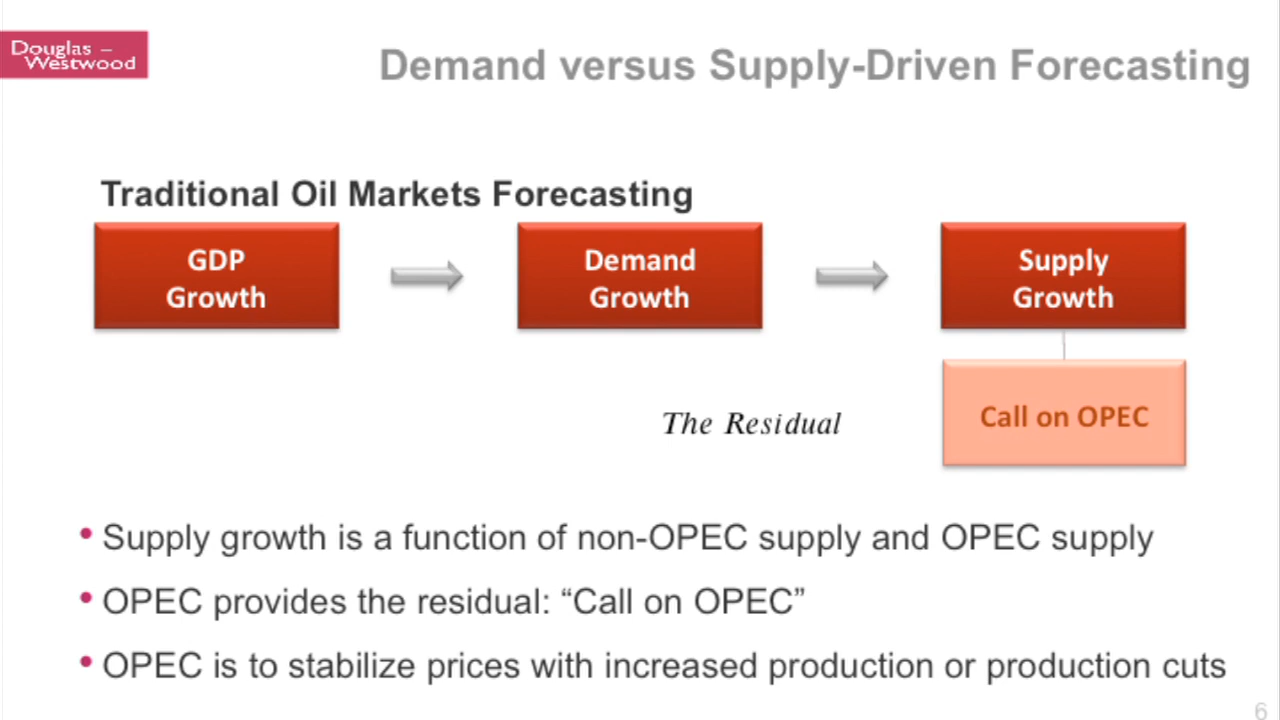 Douglas –
Westwood
Demand versus Supply-Driven Forecasting
Traditional Oil Markets Forecasting
GDP
Growth
Demand
Growth
Supply
Growth
The Residual
Call on OPEC
• Supply growth is a function of non-OPEC supply and OPEC supply
• OPEC provides the residual: “Call on OPEC”
• OPEC is to stabilize prices with increased production or production cuts
6